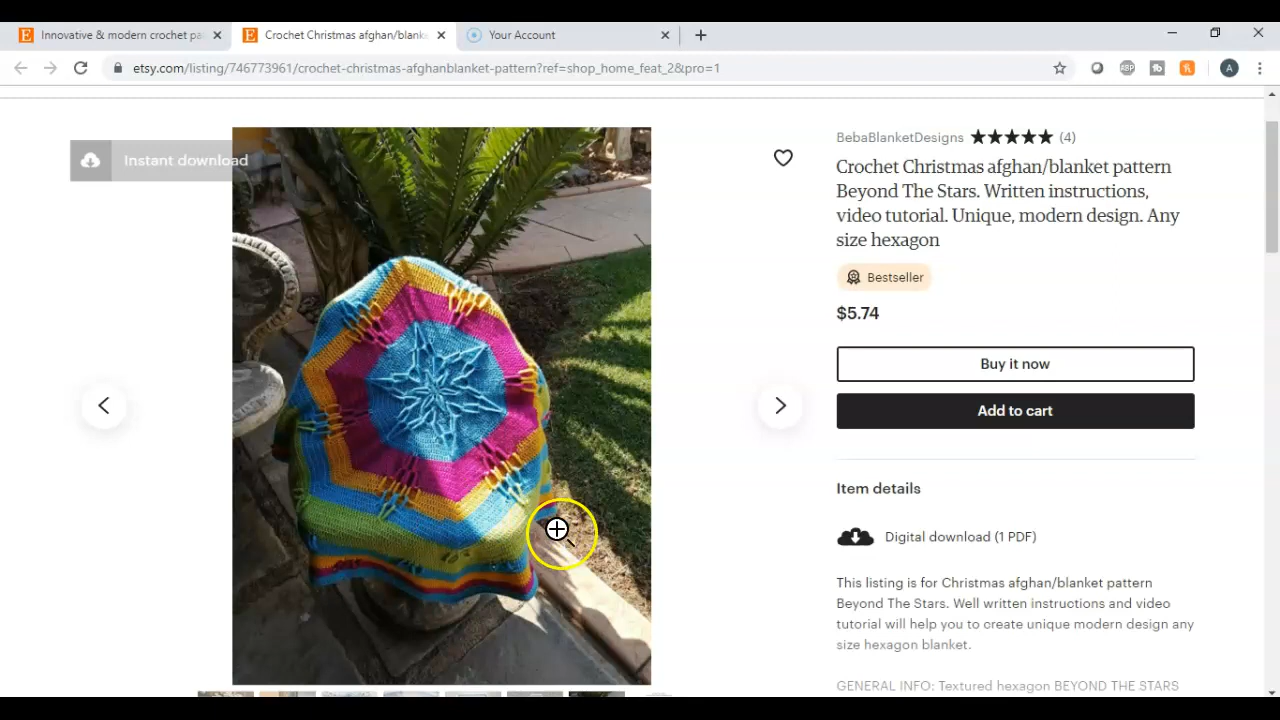 Innovative & modern crochet pa
Crochet Christmas afghan/blank
Your Account
etsy.com/listing/746773961/crochet-christmas-afghanblanket-pattern?ref=shop_home_feat_2&pro=1
ABP
A
Instant download
BebaBlanketDesigns ★★★★★ (4)
Crochet Christmas afghan/blanket pattern
Beyond The Stars. Written instructions,
video tutorial. Unique, modern design. Any
size hexagon
Bestseller
$5.74
Buy it now
Add to cart
Item details
Digital download (1 PDF)
This listing is for Christmas afghan/blanket pattern
Beyond The Stars. Well written instructions and video
tutorial will help you to create unique modern design any
size hexagon blanket.
GENERAL INFO: Textured hexagon BEYOND THE STARS